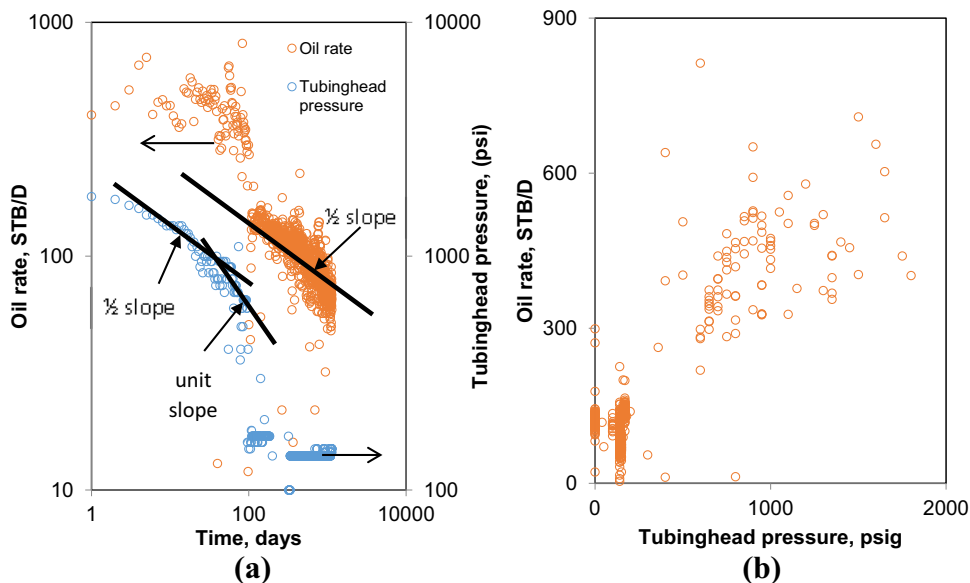 1000
100
10
Oil rate, STB/D
1
100
10000
Time, days
10000
1000
100
Tubinghead pressure, (psi)
Oil rate
Tubinghead
pressure
½ slope
½ slope
unit
slope
(a)
900
600
300
0
Oil rate, STB/D
0
1000
2000
Tubinghead pressure, psig
(b)